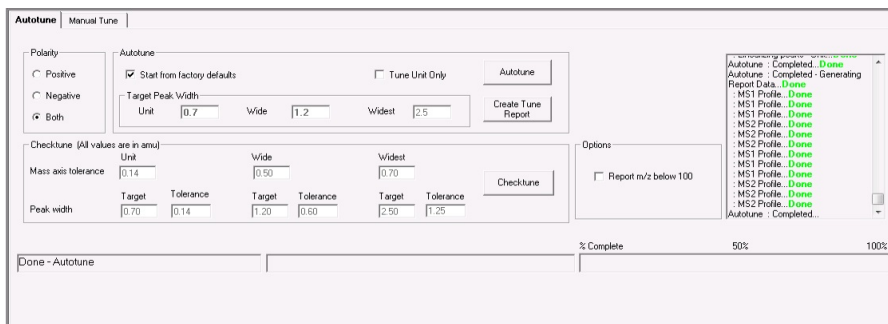 Autotune Manual Tune
Polarity
Positive
Negative
Both
Autotune
Start from factory defaults
Tune Unit Only
Autotune
Target Peak Width
Unit 0.7 Wide 1.2 Widest 2.5
Create Tune Report
Checktune (All values are in amu)
Unit Wide Widest
Mass axis tolerance 0.14 0.50 0.70
Target Tolerance Target Tolerance Target Tolerance
Peak width 0.70 0.14 1.20 0.60 2.50 1.25
Checktune
Options
Report m/z below 100
Autotune : Completed...Done
Autotune : Completed - Generating
Report Data...Done
: MS1 Profile...Done
: MS1 Profile...Done
: MS1 Profile...Done
: MS2 Profile...Done
: MS2 Profile...Done
: MS2 Profile...Done
: MS1 Profile...Done
: MS1 Profile...Done
: MS1 Profile...Done
: MS2 Profile...Done
: MS2 Profile...Done
: MS2 Profile...Done
Autotune : Completed...
% Complete 50% 100%
Done - Autotune